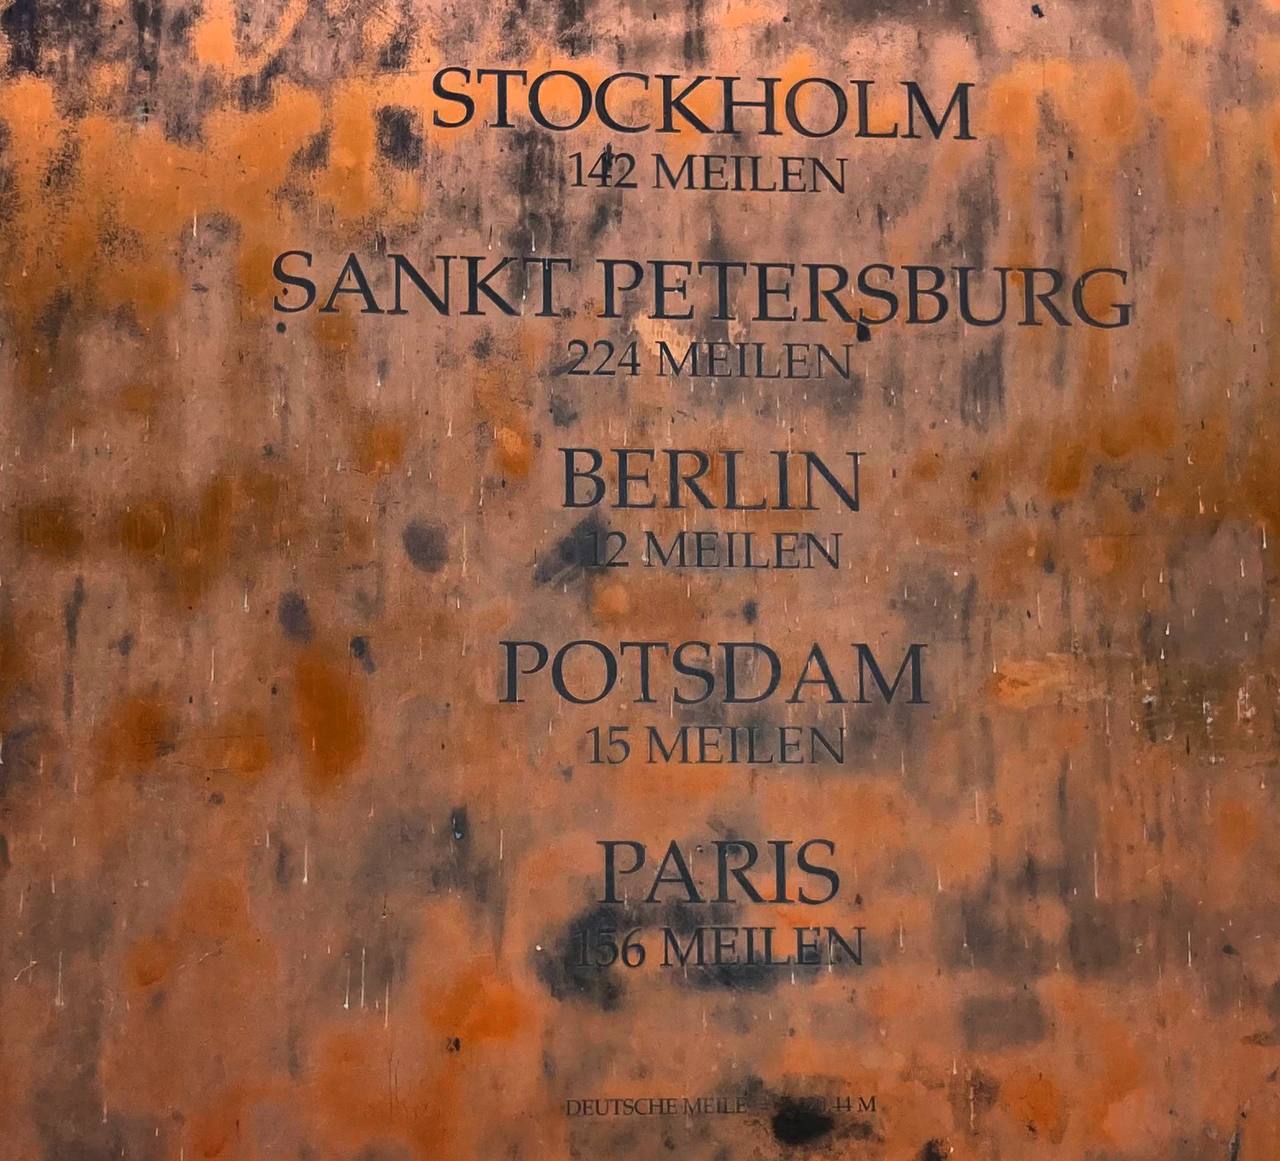 STOCKHOLM
142 MEILEN
SANKT PETERSBURG
224 MEILEN
BERLIN
12 MEILEN
POTSDAM
15 MEILEN
PARIS
156 MEILEN
DEUTSCHE MEILE M